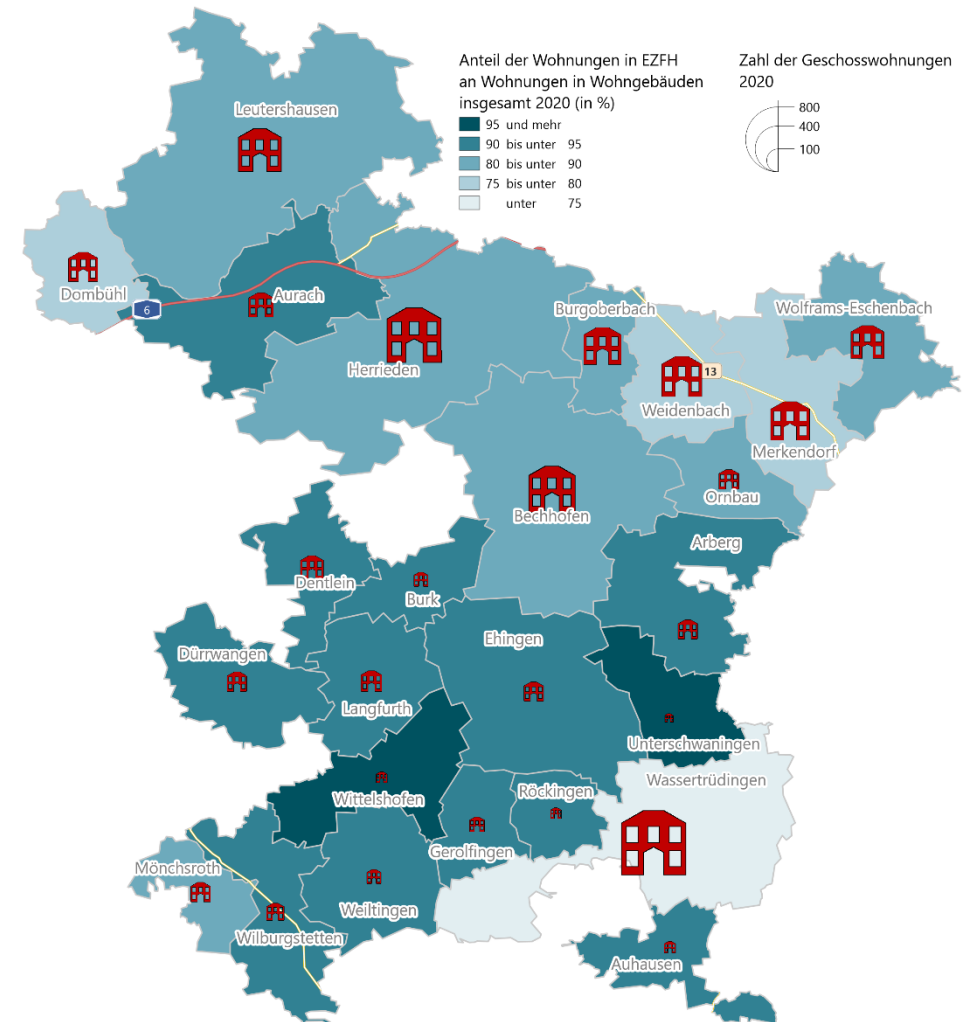 Anteil der Wohnungen in EZFH
an Wohnungen in Wohngebäuden
insgesamt 2020 (in %)
95 und mehr
90 bis unter 95
80 bis unter 90
75 bis unter 80
unter 75
Zahl der Geschosswohnungen
2020
800
400
100
Leutershausen
Dombühl
6
Aurach
Herrieden
Burgoberbach
Wolframs-Eschenbach
13
Weidenbach
Merkendorf
Ornbau
Bechhofen
Arberg
Dentlein
Burk
Ehingen
Dürrwangen
Langfurth
Unterschwaningen
Wassertrüdingen
Wittelshofen
Röckingen
Gerolfingen
Mönchsroth
Weiltingen
Wilburgstetten
Auhausen